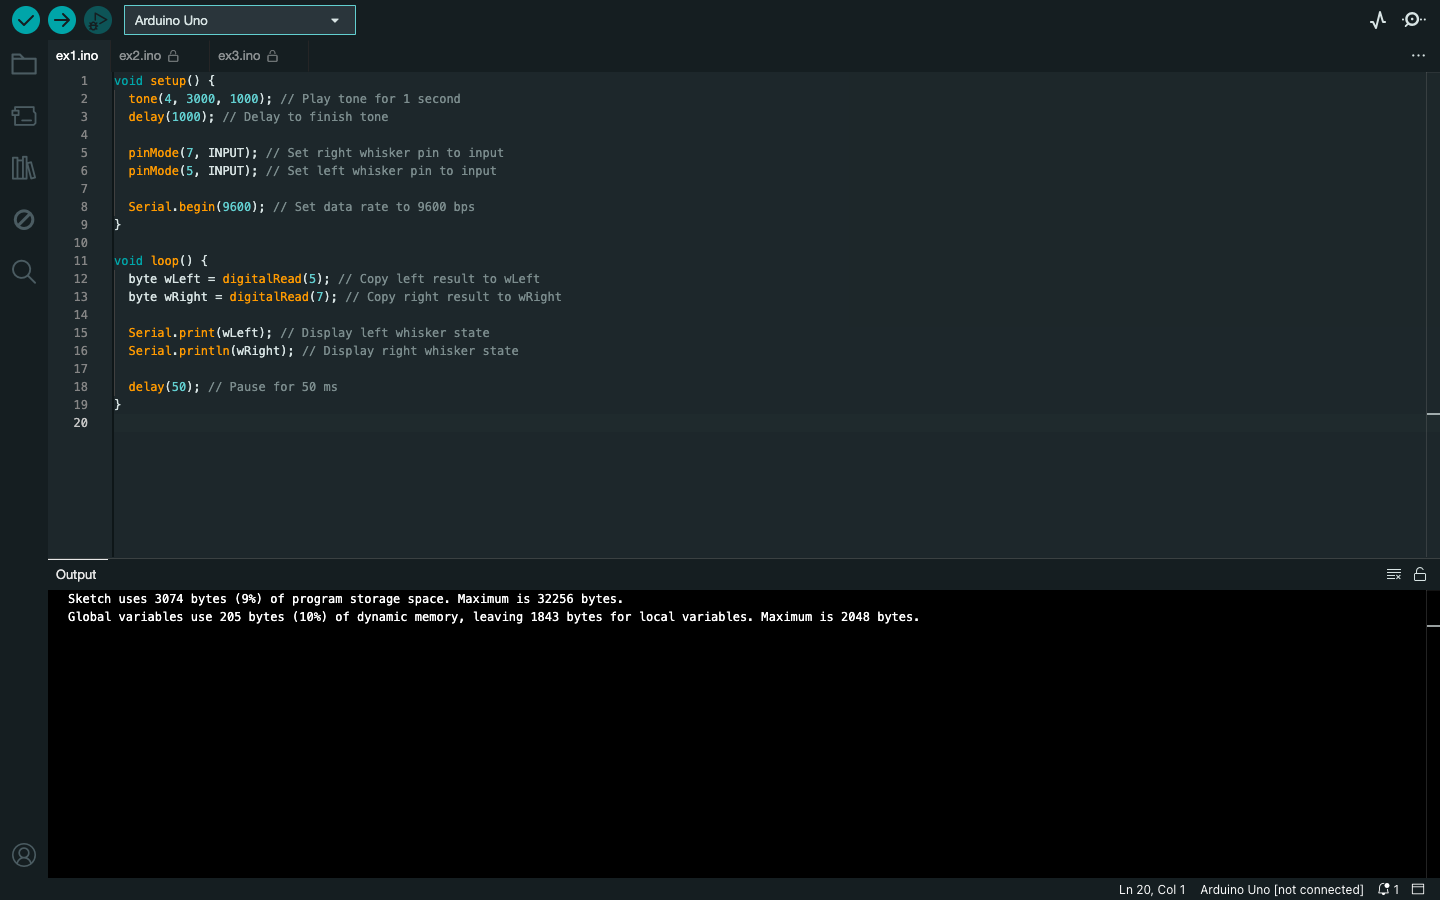 Arduino Uno
ex1.ino ex2.ino ex3.ino
1 void setup() {
2 tone(4, 3000, 1000); // Play tone for 1 second
3 delay(1000); // Delay to finish tone
4
5 pinMode(7, INPUT); // Set right whisker pin to input
6 pinMode(5, INPUT); // Set left whisker pin to input
7
8 Serial.begin(9600); // Set data rate to 9600 bps
9 }
10
11 void loop() {
12 byte wLeft = digitalRead(5); // Copy left result to wLeft
13 byte wRight = digitalRead(7); // Copy right result to wRight
14
15 Serial.print(wLeft); // Display left whisker state
16 Serial.println(wRight); // Display right whisker state
17
18 delay(50); // Pause for 50 ms
19 }
20
Output
Sketch uses 3074 bytes (9%) of program storage space. Maximum is 32256 bytes.
Global variables use 205 bytes (10%) of dynamic memory, leaving 1843 bytes for local variables. Maximum is 2048 bytes.
Ln 20, Col 1 Arduino Uno [not connected] 1